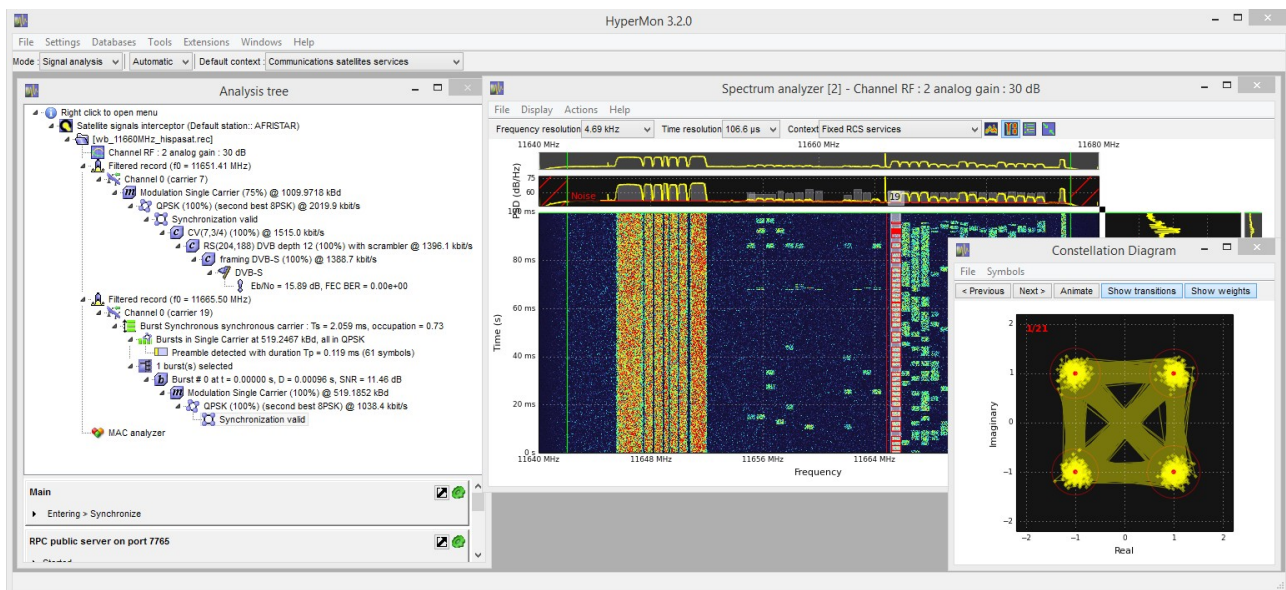 HyperMon 3.2.0
File Settings Databases Tools Extensions Windows Help
Mode : Signal analysis Automatic Default context : Communications satellites services
Analysis tree
Right click to open menu
Satellite signals interceptor (Default station:: AFRISTAR)
[wb_11660MHz_hispasat.rec]
Channel RF : 2 analog gain : 30 dB
Filtered record (f0 = 11651.41 MHz)
Channel 0 (carrier 7)
Modulation Single Carrier (75%) @ 1009.9718 kBd
QPSK (100%) (second best 8PSK) @ 2019.9 kbit/s
Synchronization valid
CV(7,3/4) (100%) @ 1515.0 kbit/s
RS(204,188) DVB depth 12 (100%) with scrambler @ 1396.1 kbit/s
framing DVB-S (100%) @ 1388.7 kbit/s
DVB-S
Eb/No = 15.89 dB, FEC BER = 0.00e+00
Filtered record (f0 = 11665.50 MHz)
Channel 0 (carrier 19)
Burst Synchronous synchronous carrier : Ts = 2.059 ms, occupation = 0.73
Bursts in Single Carrier at 519.2467 kBd, all in QPSK
Preamble detected with duration Tp = 0.119 ms (61 symbols)
1 burst(s) selected
Burst # 0 at t = 0.00000 s, D = 0.00096 s, SNR = 11.46 dB
Modulation Single Carrier (100%) @ 519.1852 kBd
QPSK (100%) (second best 8PSK) @ 1038.4 kbit/s
Synchronization valid
MAC analyzer
Main
Entering > Synchronize
RPC public server on port 7765
Started
Spectrum analyzer [2] - Channel RF : 2 analog gain : 30 dB
File Display Actions Help
Frequency resolution 4.69 kHz Time resolution 106.6 µs Context Fixed RCS services
11640 MHz 11660 MHz 11680 MHz
PSD (dB/Hz)
75
60
Noise
19
100 ms
80 ms
60 ms
40 ms
20 ms
0 s
Time (s)
11640 MHz 11648 MHz 11656 MHz 11664 MHz
Frequency
Constellation Diagram
File Symbols
< Previous Next > Animate Show transitions Show weights
1/21
2
1
0
−1
−2
Imaginary
−2 −1 0 1 2
Real